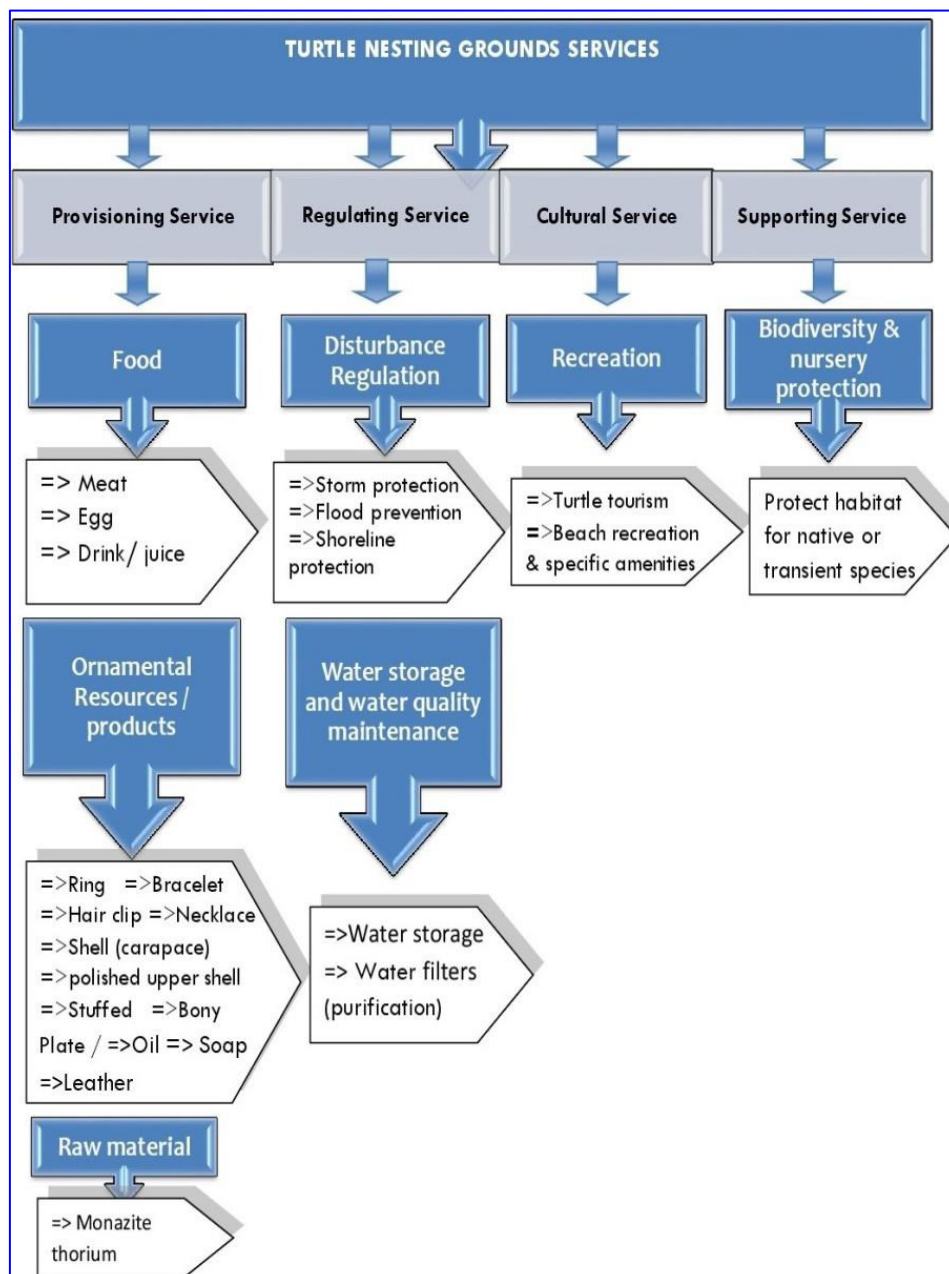 TURTLE NESTING GROUNDS SERVICES
Provisioning Service
Regulating Service
Cultural Service
Supporting Service
Food
Disturbance
Regulation
Recreation
Biodiversity &
nursery
protection
=> Meat
=> Egg
=> Drink/ juice
=>Storm protection
=>Flood prevention
=>Shoreline
protection
=>Turtle tourism
=>Beach recreation
& specific amenities
Protect habitat
for native or
transient species
Ornamental
Resources /
products
Water storage
and water quality
maintenance
=>Ring =>Bracelet
=>Hair clip =>Necklace
=>Shell (carapace)
=>polished upper shell
=>Stuffed =>Bony
Plate / =>Oil => Soap
=>Leather
=>Water storage
=> Water filters
(purification)
Raw material
=> Monazite
thorium